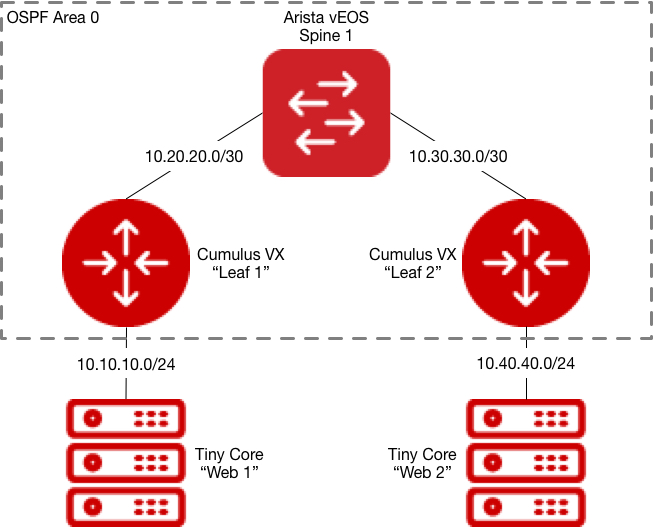 OSPF Area 0
Arista vEOS
Spine 1
10.20.20.0/30
10.30.30.0/30
Cumulus VX
“Leaf 1”
Cumulus VX
“Leaf 2”
10.10.10.0/24
10.40.40.0/24
Tiny Core
“Web 1”
Tiny Core
“Web 2”